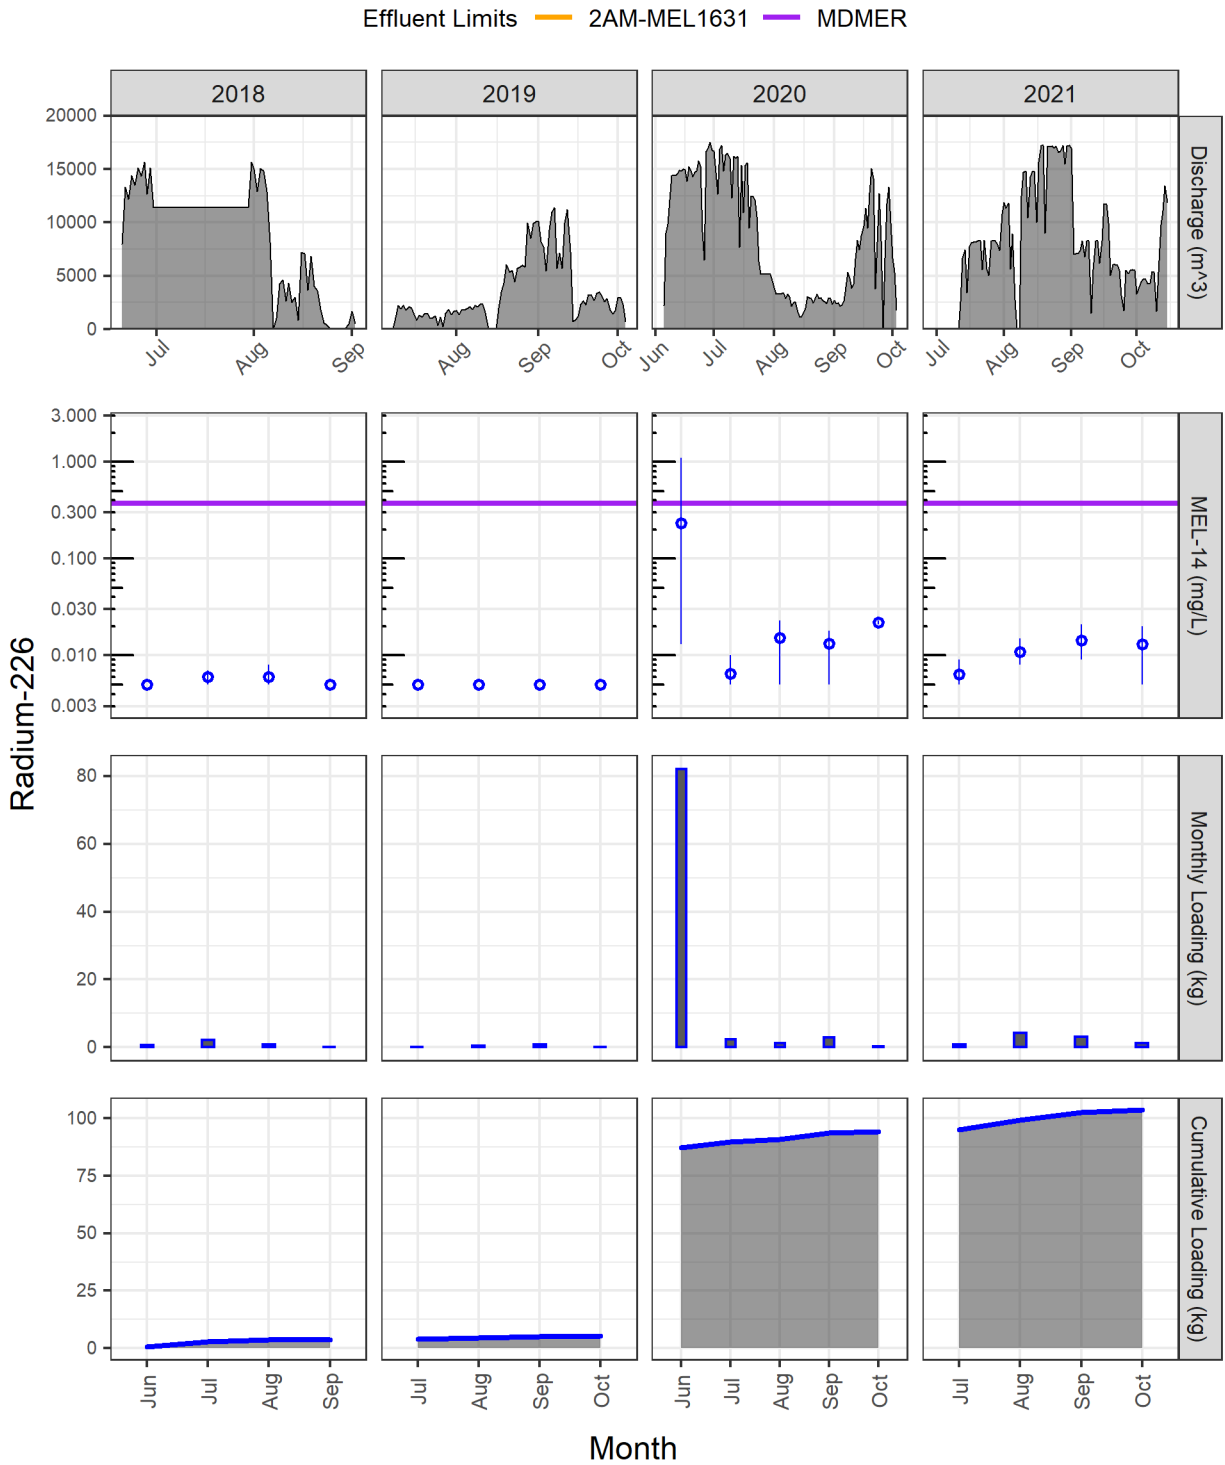 Effluent Limits 2AM-MEL1631 MDMER
2018 2019 2020 2021
20000
15000
10000
5000
0
Discharge (m^3)
Jul Aug Sep Aug Sep Oct Jun Jul Aug Sep Oct Jul Aug Sep Oct
3.000
1.000
0.300
0.100
0.030
0.010
0.003
MEL-14 (mg/L)
Radium-226
80
60
40
20
0
Monthly Loading (kg)
100
75
50
25
0
Cumulative Loading (kg)
Jun Jul Aug Sep Jul Aug Sep Oct Jun Jul Aug Sep Oct Jul Aug Sep Oct
Month